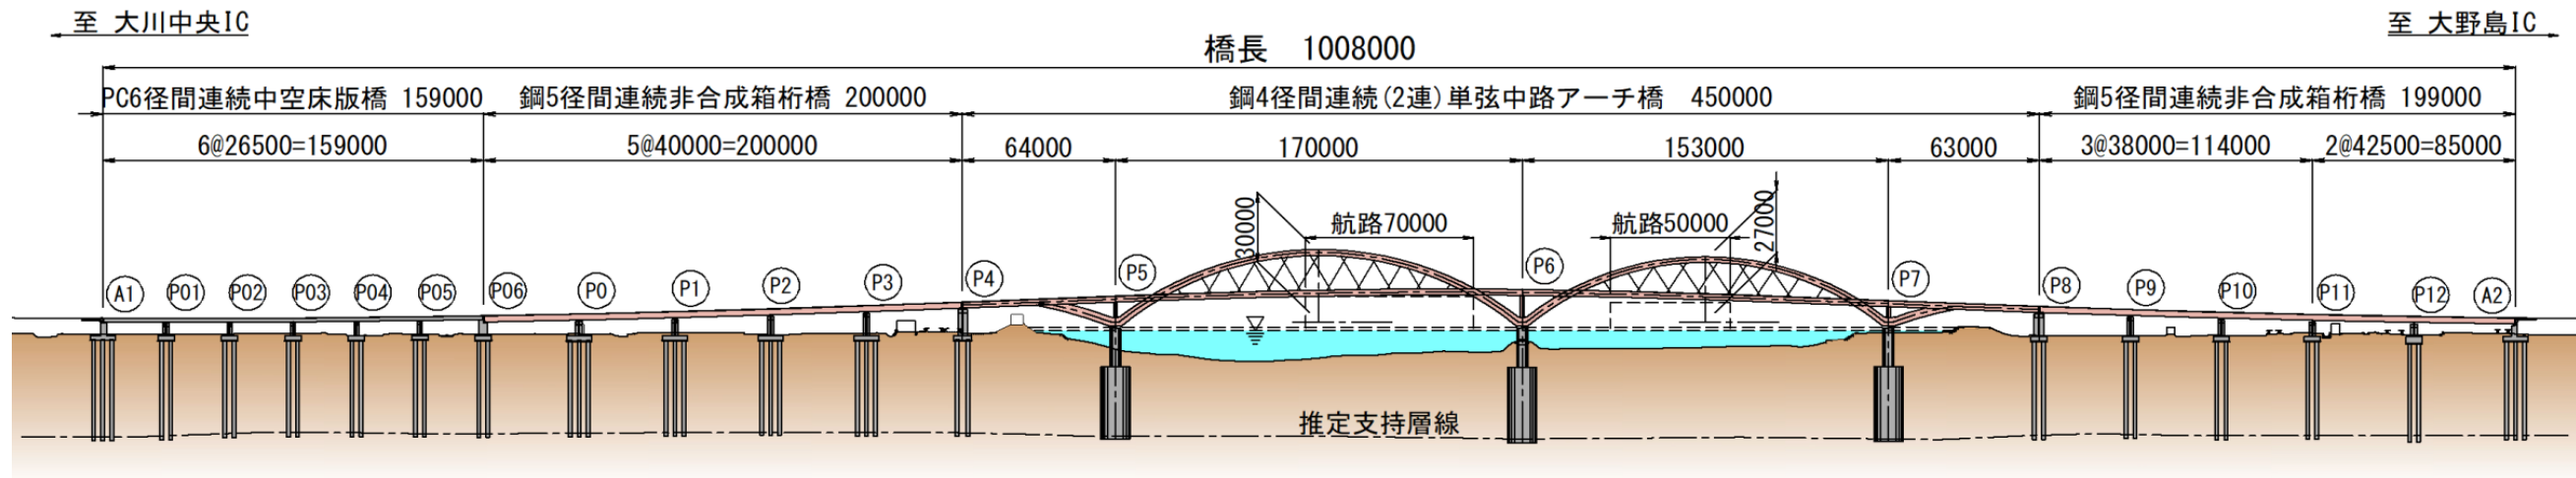 至 大川中央IC
至 大野島IC
橋長 1008000
PC6径間連続中空床版橋 159000
鋼5径間連続非合成箱桁橋 200000
鋼4径間連続(2連)単弦中路アーチ橋 450000
鋼5径間連続非合成箱桁橋 199000
6@26500=159000
5@40000=200000
64000
170000
153000
63000
3@38000=114000
2@42500=85000
30000
航路70000
航路50000
27000
A1
P01
P02
P03
P04
P05
P06
P0
P1
P2
P3
P4
P5
P6
P7
P8
P9
P10
P11
P12
A2
推定支持層線